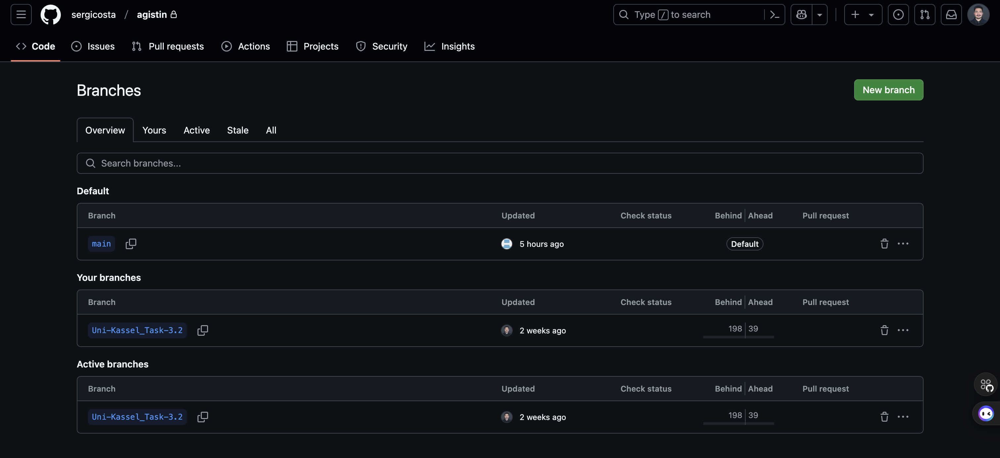 sergicosta / agistin
Type / to search
Code Issues Pull requests Actions Projects Security Insights
Branches
New branch
Overview Yours Active Stale All
Search branches...
Default
Branch Updated Check status Behind Ahead Pull request
main 5 hours ago Default
Your branches
Branch Updated Check status Behind Ahead Pull request
Uni-Kassel_Task-3.2 2 weeks ago 198 39
Active branches
Branch Updated Check status Behind Ahead Pull request
Uni-Kassel_Task-3.2 2 weeks ago 198 39